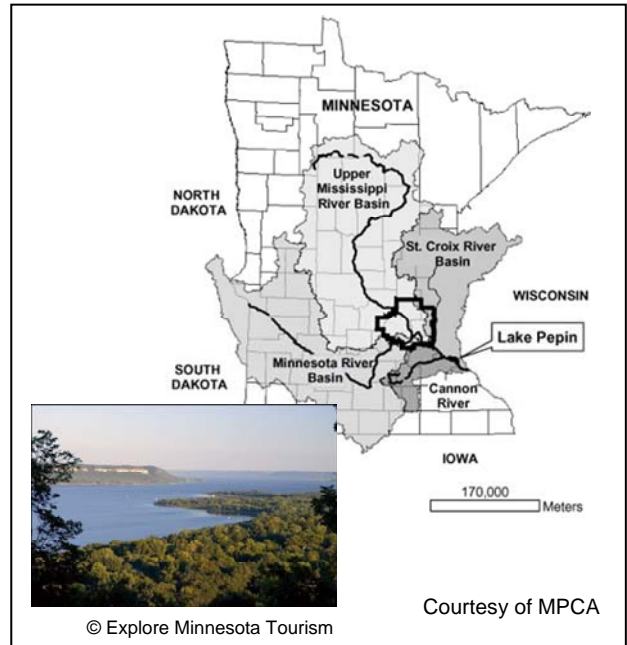 MINNESOTA
Upper
Mississippi
River Basin
NORTH
DAKOTA
St. Croix River
Basin
WISCONSIN
Lake Pepin
SOUTH
DAKOTA
Minnesota River
Basin
Cannon
River
IOWA
170,000
Meters
Courtesy of MPCA
© Explore Minnesota Tourism